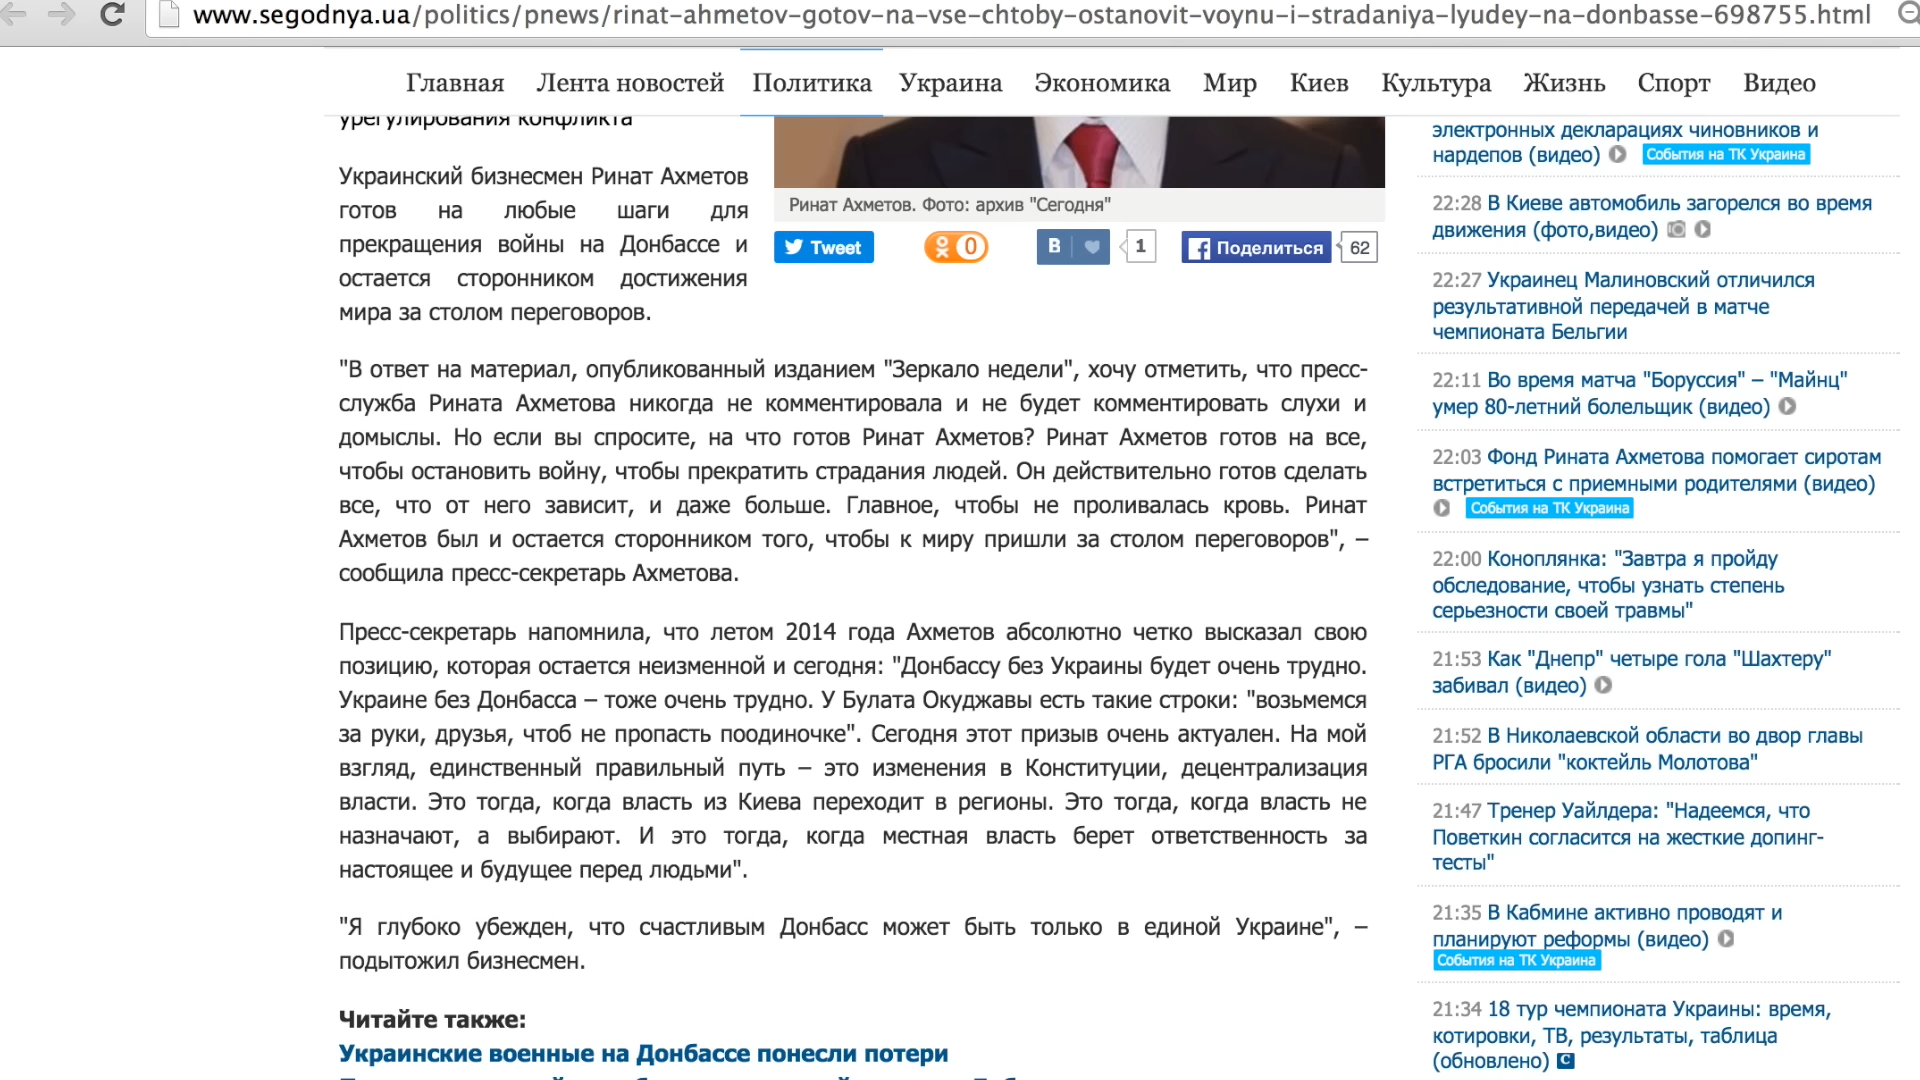 www.segodnya.ua/politics/pnews/rinat-ahmetov-gotov-na-vse-chtoby-ostanovit-voynu-i-stradaniya-lyudey-na-donbasse-698755.html
Главная Лента новостей Политика Украина Экономика Мир Киев Культура Жизнь Спорт Видео
урегулирования конфликта
Украинский бизнесмен Ринат Ахметов
готов на любые шаги для
прекращения войны на Донбассе и
остается сторонником достижения
мира за столом переговоров.
Ринат Ахметов. Фото: архив "Сегодня"
Tweet 0 В 1 Поделиться 62
"В ответ на материал, опубликованный изданием "Зеркало недели", хочу отметить, что пресс-
служба Рината Ахметова никогда не комментировала и не будет комментировать слухи и
домыслы. Но если вы спросите, на что готов Ринат Ахметов? Ринат Ахметов готов на все,
чтобы остановить войну, чтобы прекратить страдания людей. Он действительно готов сделать
все, что от него зависит, и даже больше. Главное, чтобы не проливалась кровь. Ринат
Ахметов был и остается сторонником того, чтобы к миру пришли за столом переговоров", –
сообщила пресс-секретарь Ахметова.
Пресс-секретарь напомнила, что летом 2014 года Ахметов абсолютно четко высказал свою
позицию, которая остается неизменной и сегодня: "Донбассу без Украины будет очень трудно.
Украине без Донбасса – тоже очень трудно. У Булата Окуджавы есть такие строки: "возьмемся
за руки, друзья, чтоб не пропасть поодиночке". Сегодня этот призыв очень актуален. На мой
взгляд, единственный правильный путь – это изменения в Конституции, децентрализация
власти. Это тогда, когда власть из Киева переходит в регионы. Это тогда, когда власть не
назначают, а выбирают. И это тогда, когда местная власть берет ответственность за
настоящее и будущее перед людьми".
"Я глубоко убежден, что счастливым Донбасс может быть только в единой Украине", –
подытожил бизнесмен.
Читайте также:
Украинские военные на Донбассе понесли потери
электронных декларациях чиновников и
нардепов (видео) События на ТК Украина
22:28 В Киеве автомобиль загорелся во время
движения (фото,видео)
22:27 Украинец Малиновский отличился
результативной передачей в матче
чемпионата Бельгии
22:11 Во время матча "Боруссия" – "Майнц"
умер 80-летний болельщик (видео)
22:03 Фонд Рината Ахметова помогает сиротам
встретиться с приемными родителями (видео)
События на ТК Украина
22:00 Коноплянка: "Завтра я пройду
обследование, чтобы узнать степень
серьезности своей травмы"
21:53 Как "Днепр" четыре гола "Шахтеру"
забивал (видео)
21:52 В Николаевской области во двор главы
РГА бросили "коктейль Молотова"
21:47 Тренер Уайлдера: "Надеемся, что
Поветкин согласится на жесткие допинг-
тесты"
21:35 В Кабмине активно проводят и
планируют реформы (видео)
События на ТК Украина
21:34 18 тур чемпионата Украины: время,
котировки, ТВ, результаты, таблица
(обновлено) С